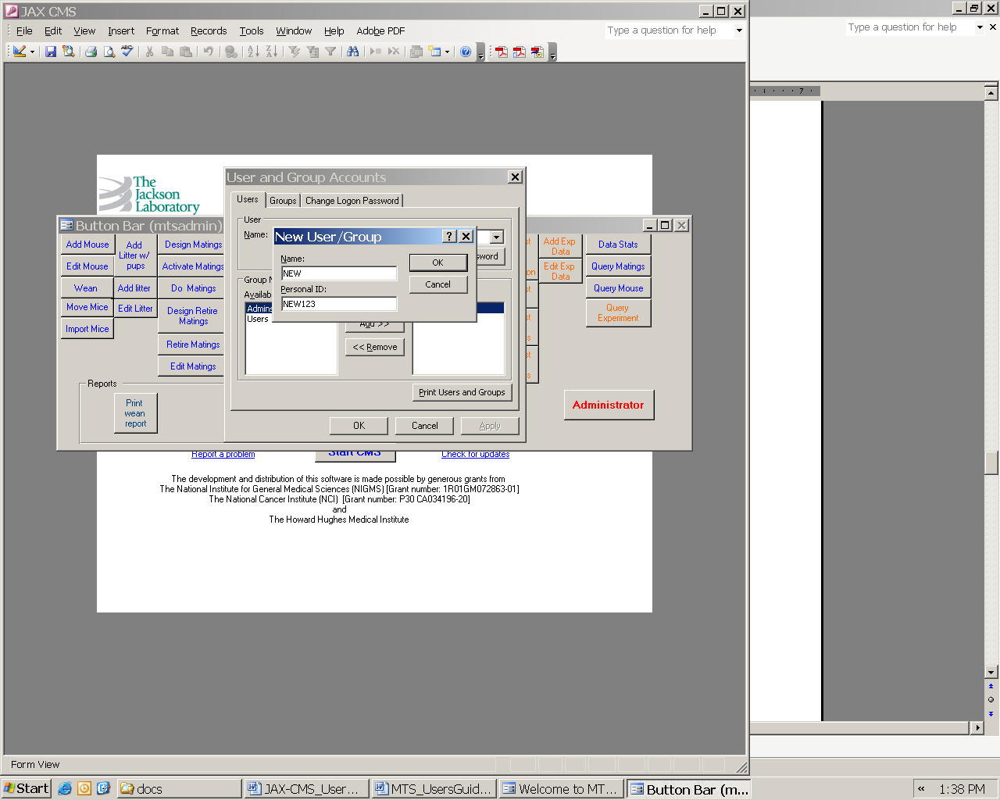 JAX CMS
File Edit View Insert Format Records Tools Window Help Adobe PDF
Type a question for help
Type a question for help
7
The
Jackson
Laboratory
User and Group Accounts
Users Groups Change Logon Password
User
Name:
New User/Group
Name:
NEW
Personal ID:
NEW123
OK
Cancel
Users
Add >>
<< Remove
Print Users and Groups
OK Cancel Apply
Button Bar (mtsadmin)
Add Mouse
Edit Mouse
Wean
Move Mice
Import Mice
Add
Litter w/
pups
Add litter
Edit Litter
Design Matings
Activate Matings
Do Matings
Design Retire
Matings
Retire Matings
Edit Matings
Add Exp
Data
Edit Exp
Data
Data Stats
Query Matings
Query Mouse
Query
Experiment
Reports
Print
wean
report
Administrator
Report a problem
Start CMS
Check for updates
The development and distribution of this software is made possible by generous grants from
The National Institute for General Medical Sciences (NIGMS) [Grant number: 1R01GM072863-01]
The National Cancer Institute (NCI) [Grant number: P30 CA034196-20]
and
The Howard Hughes Medical Institute
Form View
Start
docs
JAX-CMS_User...
MTS_UsersGuid...
Welcome to MT...
Button Bar (m...
1:38 PM